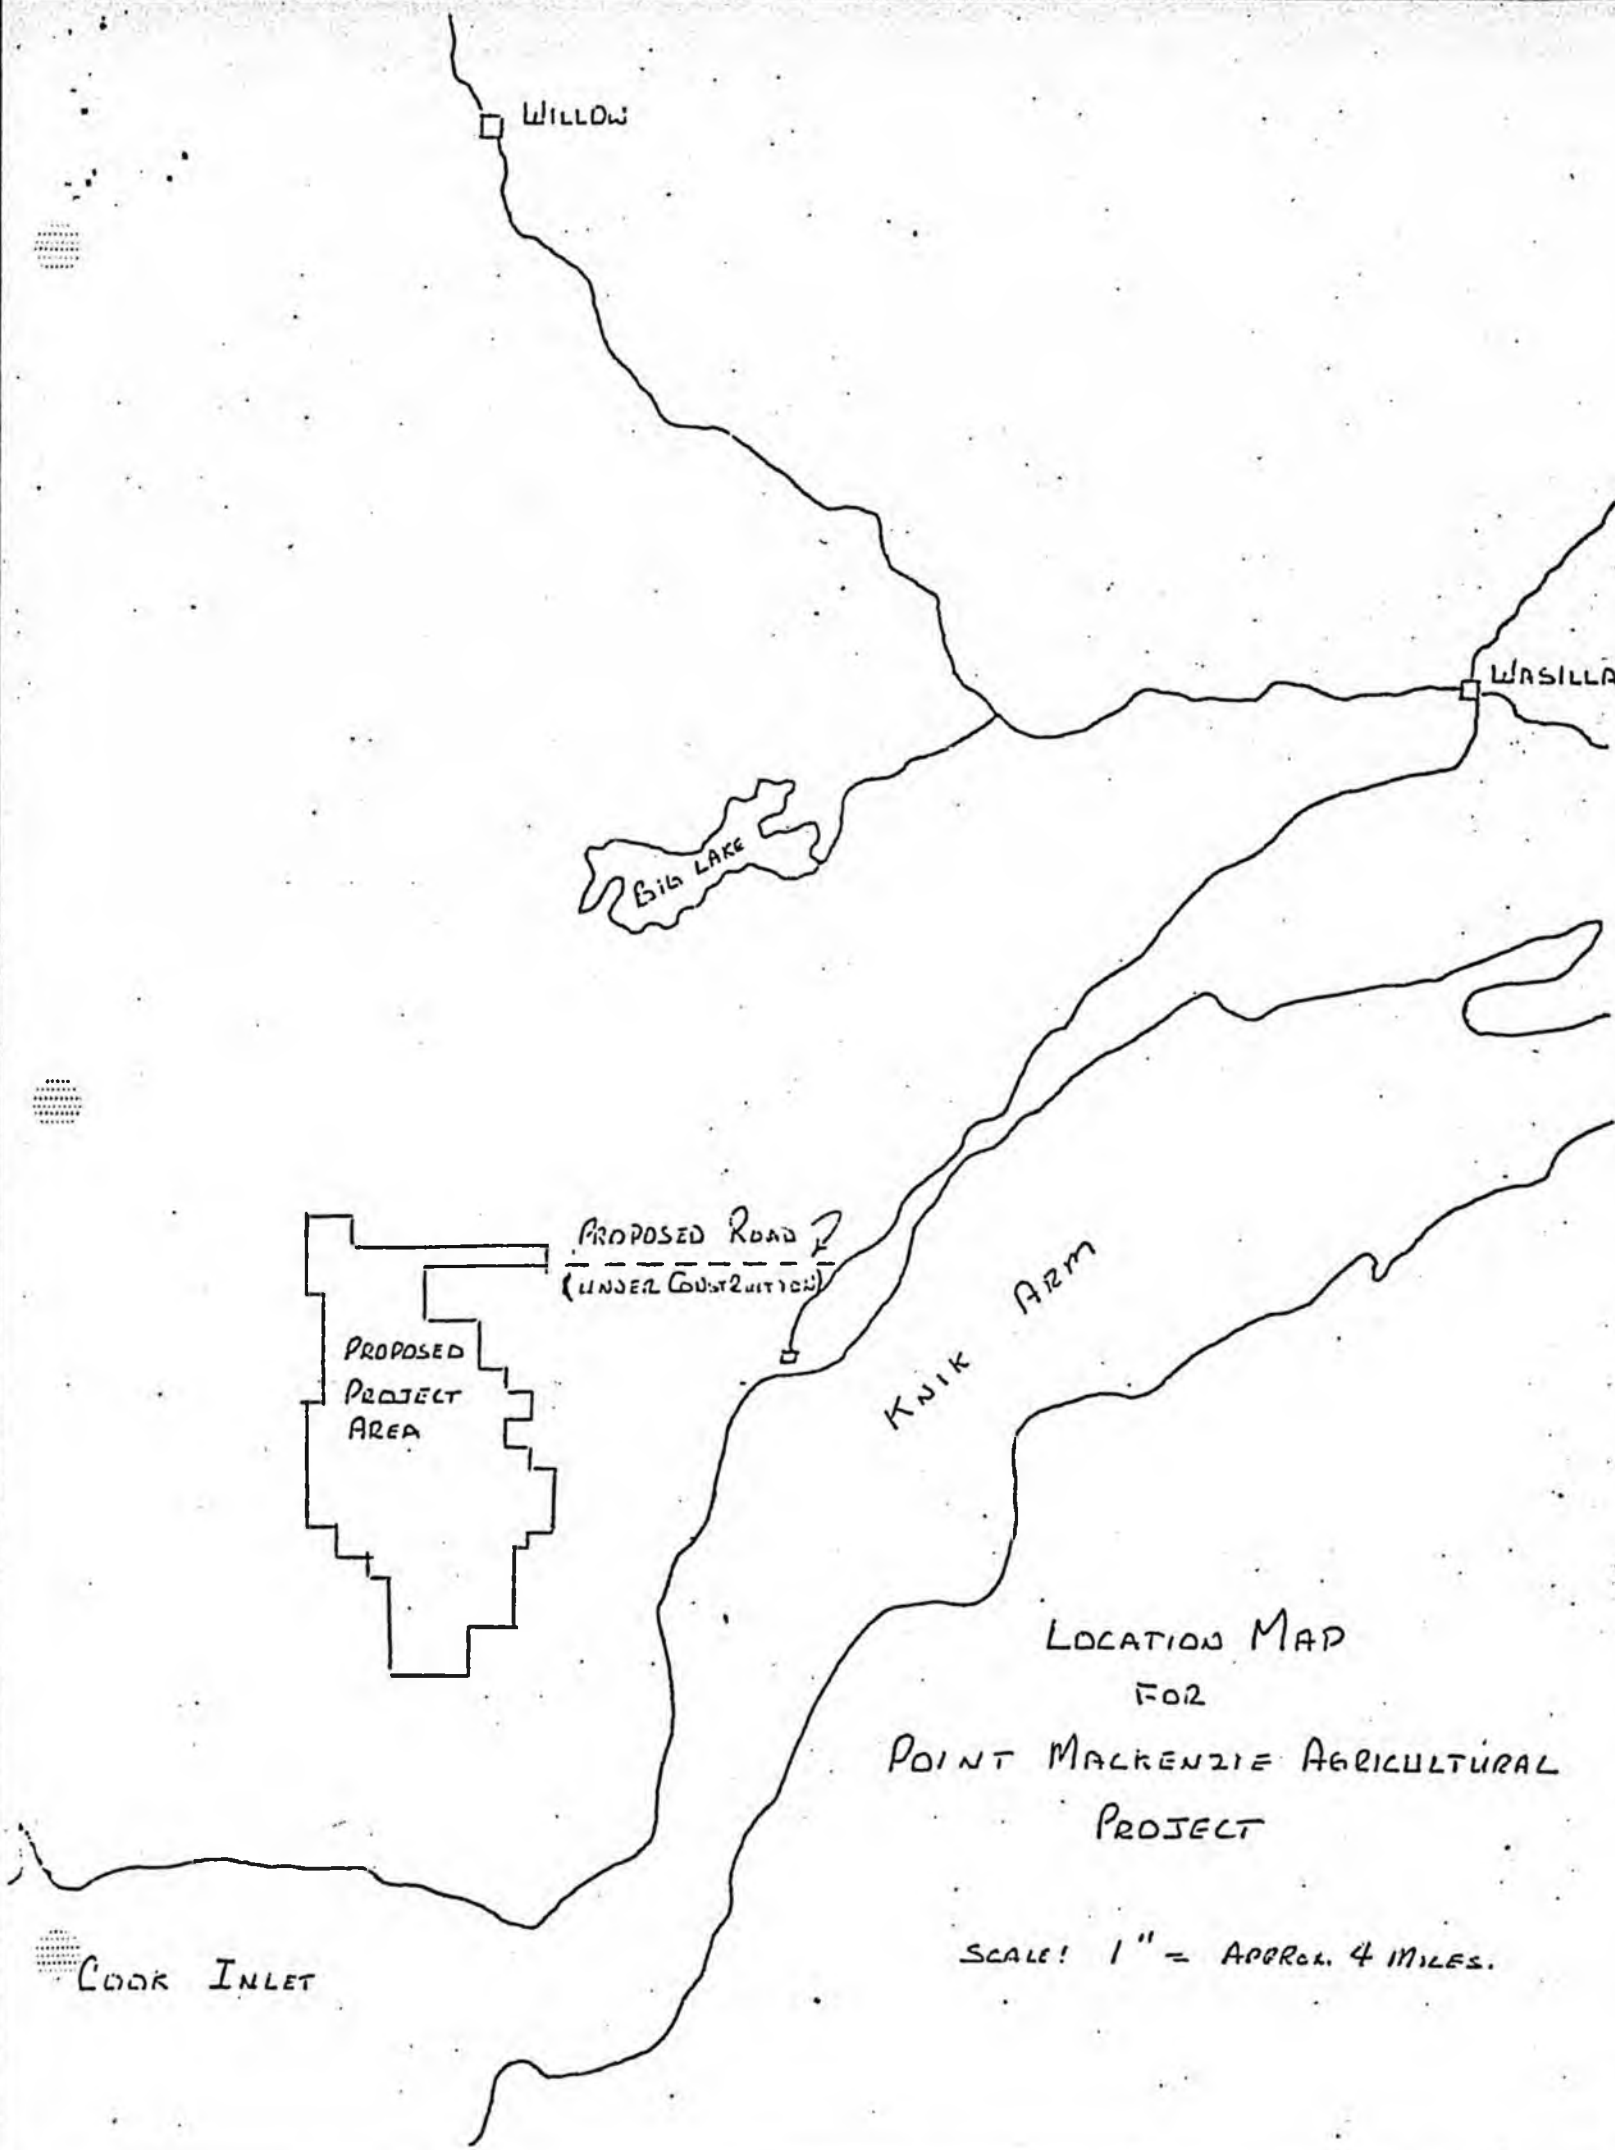 WILLOW
WASILLA
BIG LAKE
PROPOSED ROAD
(UNDER CONSTRUCTION)
PROPOSED
PROJECT
AREA
KNIK ARM
LOCATION MAP
FOR
POINT MACKENZIE AGRICULTURAL
PROJECT
SCALE: 1" = APPROX. 4 MILES.
COOK INLET